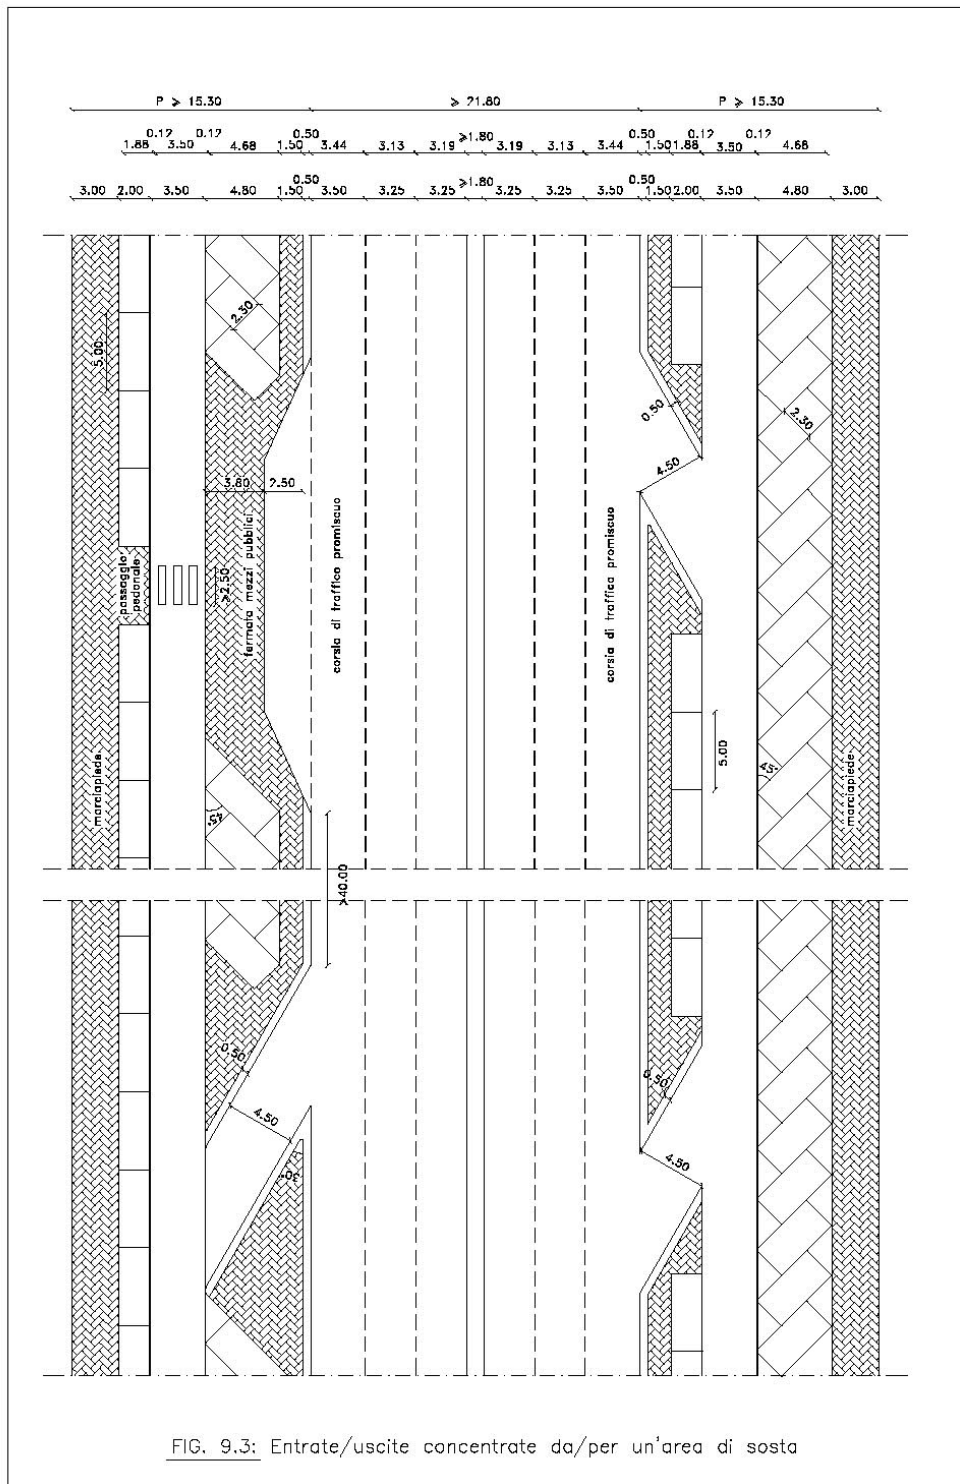 P ⩾ 15.30 ⩾ 21.80 P ⩾ 15.30
0.12 0.12 0.50 ⩾1.80 0.50 0.12 0.12
1.88 3.50 4.68 1.50 3.44 3.13 3.19 3.19 3.13 3.44 1.50 1.88 3.50 4.68
0.50 ⩾1.80 0.50
3.00 2.00 3.50 4.80 1.50 3.50 3.25 3.25 3.25 3.25 3.50 1.50 2.00 3.50 4.80 3.00
2.30
5.00
0.50
2.30
4.50
3.80 2.50
corsia di traffico promiscuo
corsia di traffico promiscuo
fermata mezzi pubblici
passaggio
pedonale
⩾2.50
5.00
marciapiede
45°
45°
marciapiede
⩾40.00
0.50
4.50
30°
0.50
4.50
FIG. 9.3: Entrate/uscite concentrate da/per un'area di sosta